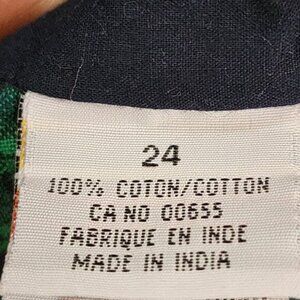 24
100% COTON/COTTON
CA NO 00655
FABRIQUE EN INDE
MADE IN INDIA